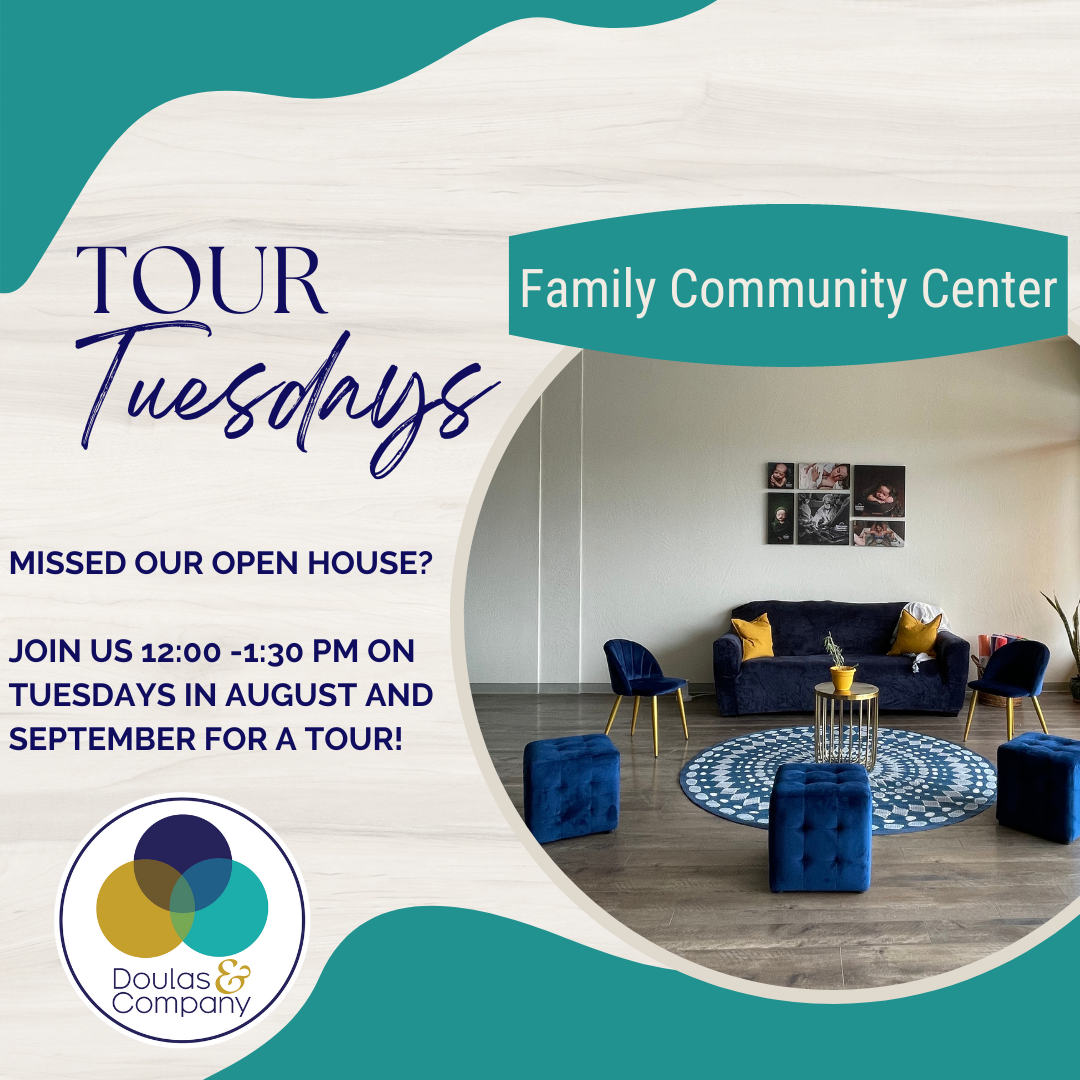 TOUR
Tuesdays
Family Community Center
MISSED OUR OPEN HOUSE?
JOIN US 12:00 -1:30 PM ON
TUESDAYS IN AUGUST AND
SEPTEMBER FOR A TOUR!
Doulas &
Company